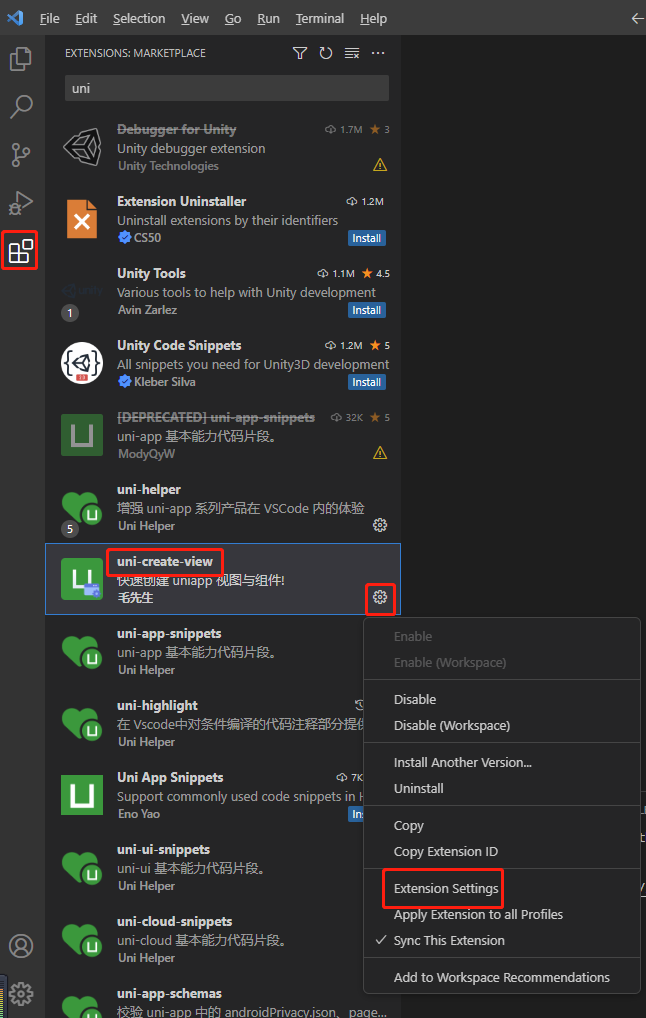 File Edit Selection View Go Run Terminal Help
EXTENSIONS: MARKETPLACE
uni
Debugger for Unity 1.7M 3
Unity debugger extension
Unity Technologies
Extension Uninstaller 1.2M
Uninstall extensions by their identifiers
CS50 Install
Unity Tools 1.1M 4.5
Various tools to help with Unity development
1 Avin Zarlez Install
Unity Code Snippets 1.2M 5
All snippets you need for Unity3D development
Kleber Silva Install
[DEPRECATED] uni-app-snippets 32K 5
uni-app 基本能力代码片段。
ModyQyW
uni-helper
增强 uni-app 系列产品在 VSCode 内的体验
5 Uni Helper
uni-create-view
快速创建 uniapp 视图与组件!
毛先生
uni-app-snippets
uni-app 基本能力代码片段。
Uni Helper
uni-highlight
在 Vscode中对条件编译的代码注释部分提供
Uni Helper
Uni App Snippets 7K
Support commonly used code snippets in H
Eno Yao Ins
uni-ui-snippets
uni-ui 基本能力代码片段。
Uni Helper
uni-cloud-snippets
uni-cloud 基本能力代码片段。
Uni Helper
uni-app-schemas
校验 uni-app 中的 androidPrivacy.json、page...
Enable
Enable (Workspace)
Disable
Disable (Workspace)
Install Another Version...
Uninstall
Copy
Copy Extension ID
Extension Settings
Apply Extension to all Profiles
Sync This Extension
Add to Workspace Recommendations